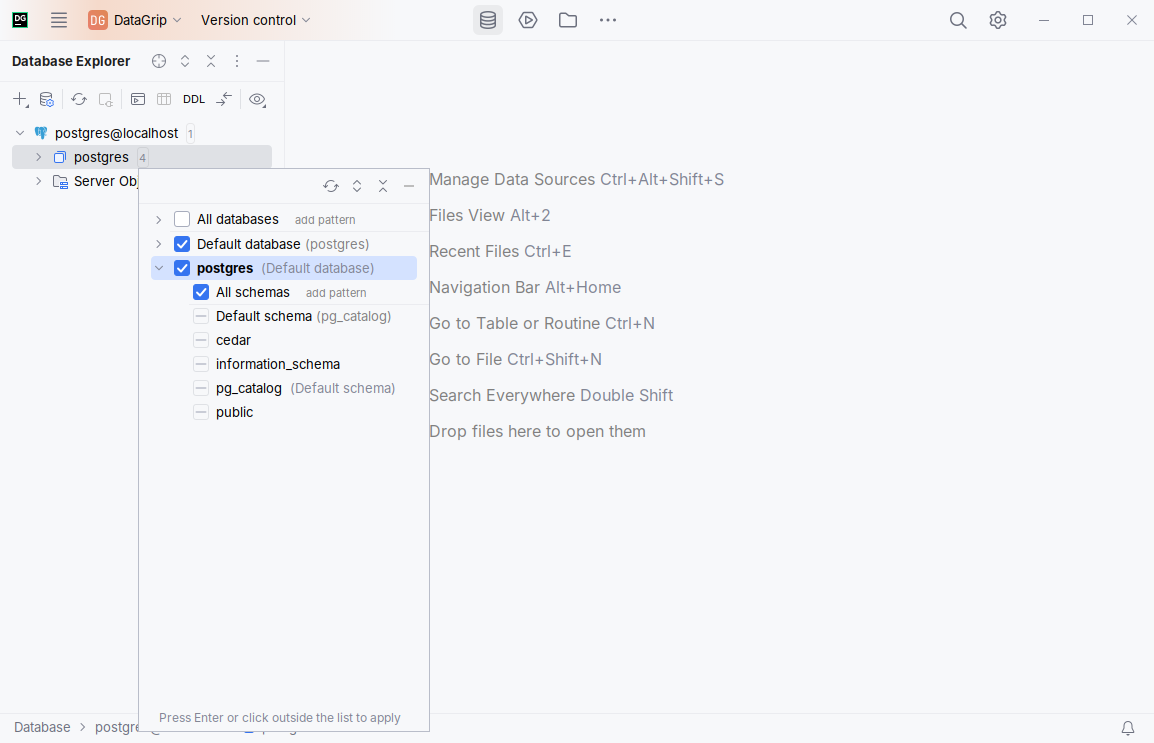 DG DG DataGrip Version control
Database Explorer
DDL
postgres@localhost 1
postgres 4
Server Obj
All databases add pattern
Default database (postgres)
postgres (Default database)
All schemas add pattern
Default schema (pg_catalog)
cedar
information_schema
pg_catalog (Default schema)
public
Press Enter or click outside the list to apply
Manage Data Sources Ctrl+Alt+Shift+S
Files View Alt+2
Recent Files Ctrl+E
Navigation Bar Alt+Home
Go to Table or Routine Ctrl+N
Go to File Ctrl+Shift+N
Search Everywhere Double Shift
Drop files here to open them
Database